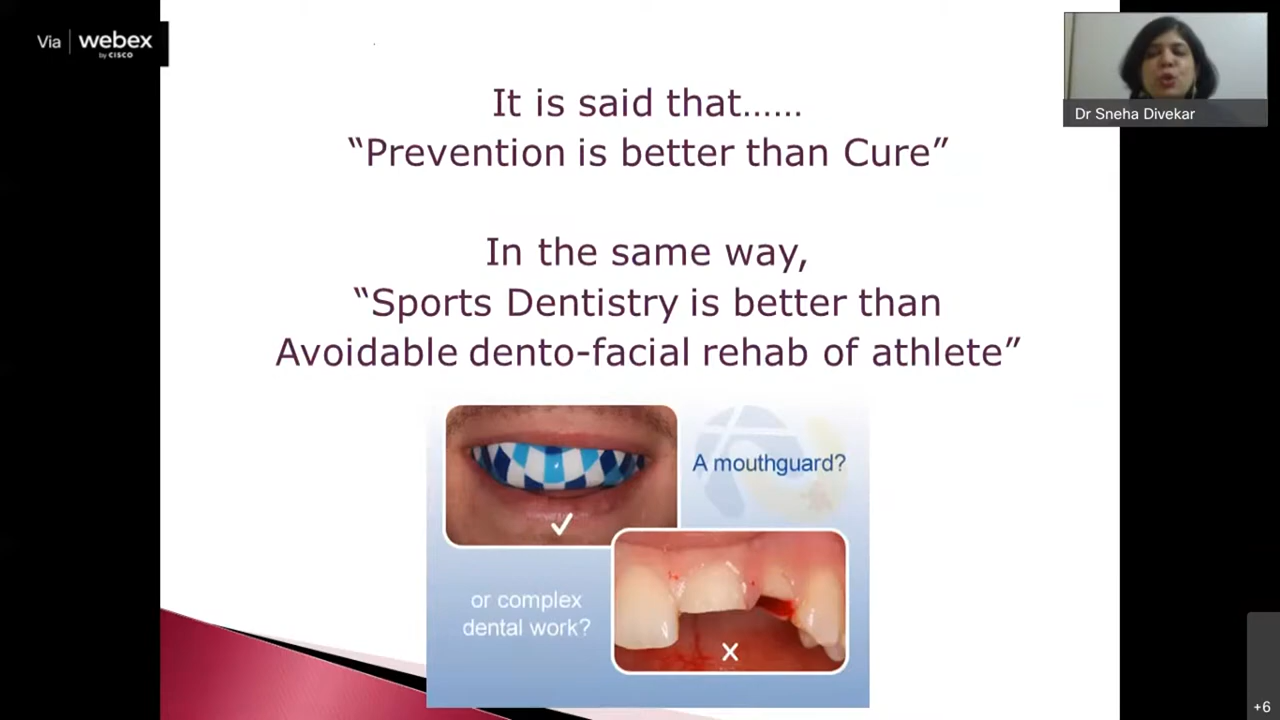 Via webex
by CISCO
Dr Sneha Divekar
It is said that......
“Prevention is better than Cure”
In the same way,
“Sports Dentistry is better than
Avoidable dento-facial rehab of athlete”
A mouthguard?
or complex
dental work?
+6